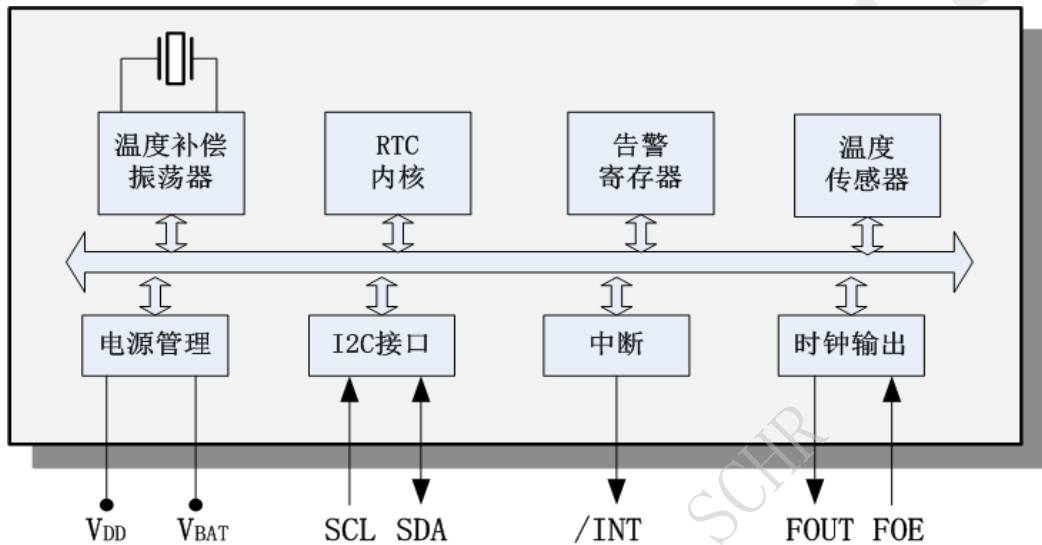 温度补偿
振荡器
RTC
内核
告警
寄存器
温度
传感器
电源管理
I2C接口
中断
时钟输出
SCHR
VDD
VBAT
SCL
SDA
/INT
FOUT
FOE